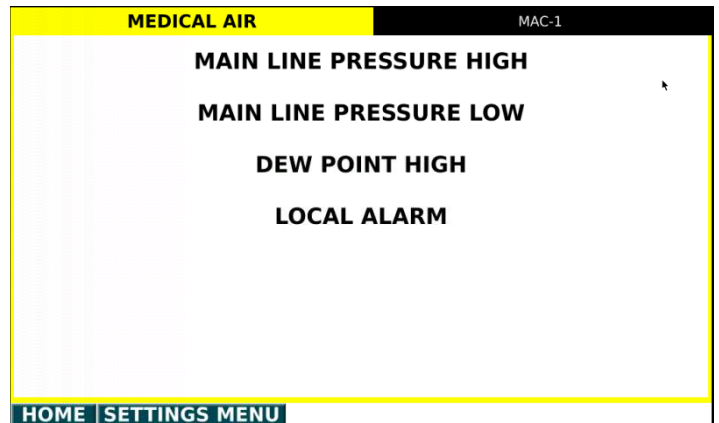 MEDICAL AIR MAC-1
MAIN LINE PRESSURE HIGH
MAIN LINE PRESSURE LOW
DEW POINT HIGH
LOCAL ALARM
HOME SETTINGS MENU